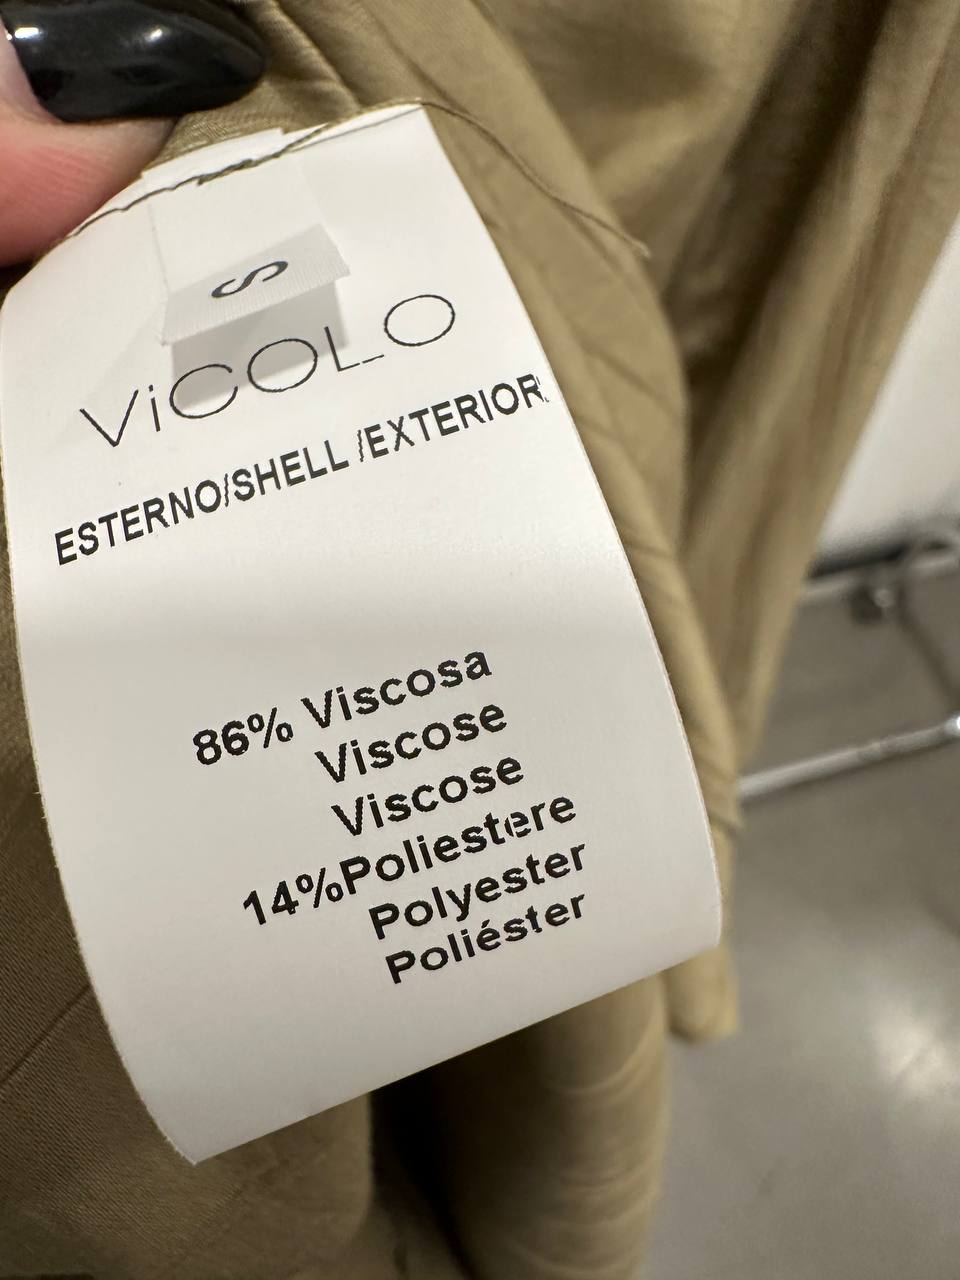 S
ViCOLO
ESTERNO/SHELL /EXTERIOR
86% Viscosa
Viscose
Viscose
14%Poliestere
Polyester
Poliéster